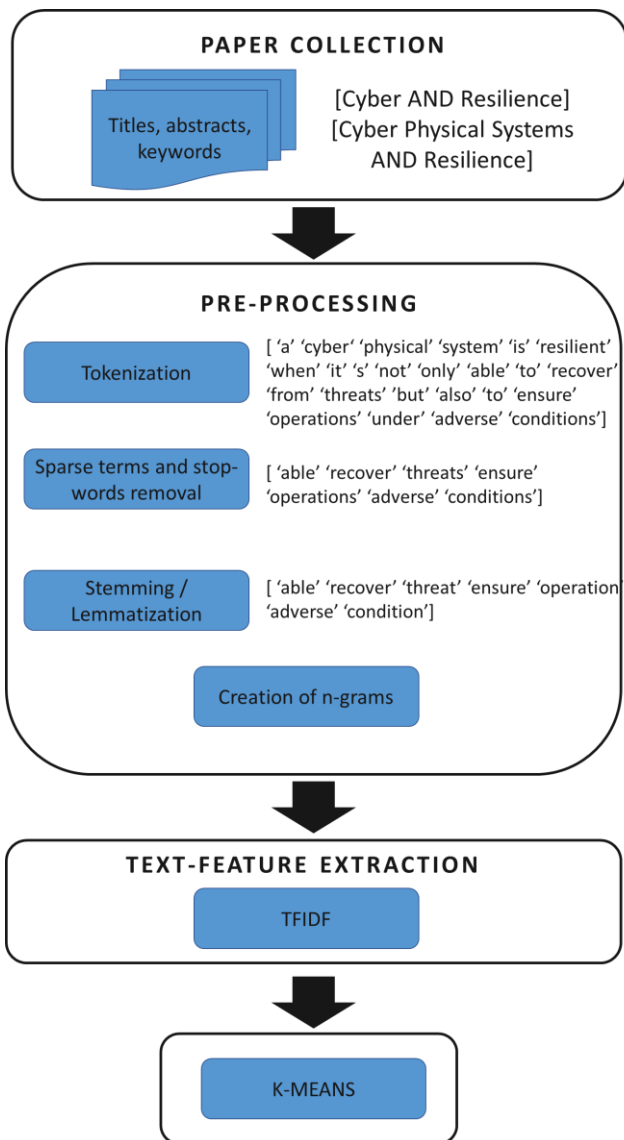 PAPER COLLECTION
Titles, abstracts,
keywords
[Cyber AND Resilience]
[Cyber Physical Systems
AND Resilience]
PRE-PROCESSING
Tokenization
[ ‘a’ ‘cyber‘ ‘physical’ ‘system’ ‘is’ ‘resilient’
‘when’ ‘it’ ‘s’ ‘not’ ‘only’ ‘able’ ‘to’ ‘recover’
‘from’ ‘threats’ ’but’ ‘also’ ‘to’ ‘ensure’
‘operations’ ‘under’ ‘adverse’ ‘conditions’]
Sparse terms and stop-
words removal
[ ‘able’ ‘recover’ ‘threats’ ‘ensure’
‘operations’ ‘adverse’ ‘conditions’]
Stemming /
Lemmatization
[ ‘able’ ‘recover’ ‘threat’ ‘ensure’ ‘operation’
‘adverse’ ‘condition’]
Creation of n-grams
TEXT-FEATURE EXTRACTION
TFIDF
K-MEANS